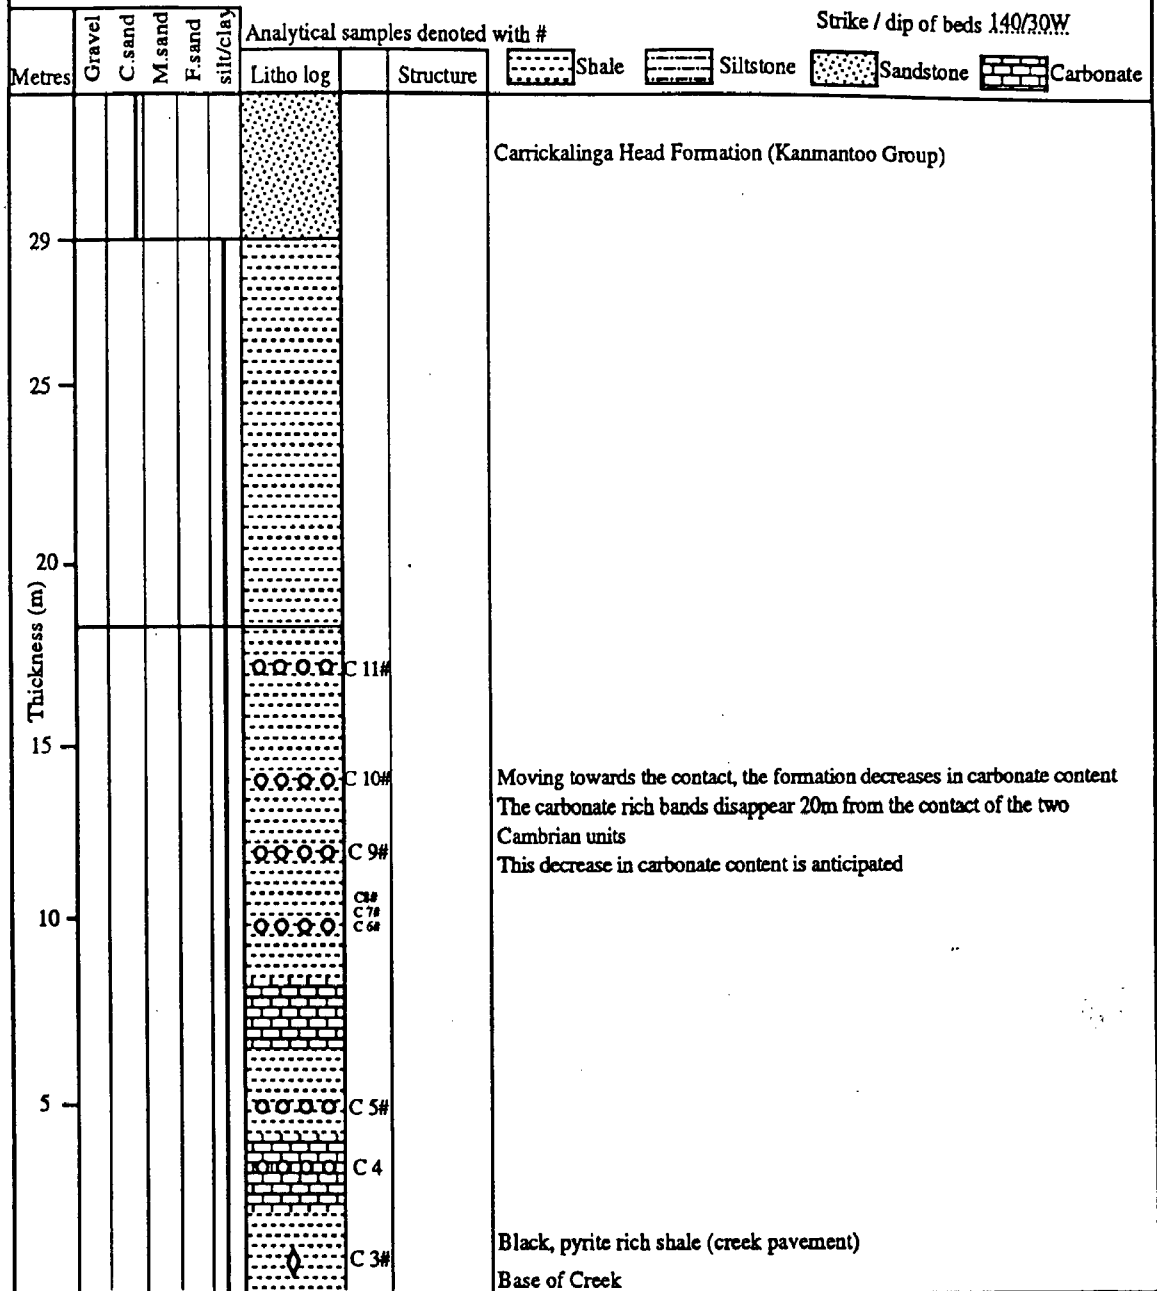 Gravel
C.sand
M.sand
F.sand
silt/clay
Analytical samples denoted with #
Strike / dip of beds 140/30W
Metres
Litho log
Structure
Shale
Siltstone
Sandstone
Carbonate
Carrickalinga Head Formation (Kanmantoo Group)
29
25
20
Thickness (m)
C 11#
15
C 10#
Moving towards the contact, the formation decreases in carbonate content
The carbonate rich bands disappear 20m from the contact of the two
Cambrian units
C 9#
This decrease in carbonate content is anticipated
C8#
C 7#
10
C 6#
5
C 5#
C 4
Black, pyrite rich shale (creek pavement)
C 3#
Base of Creek